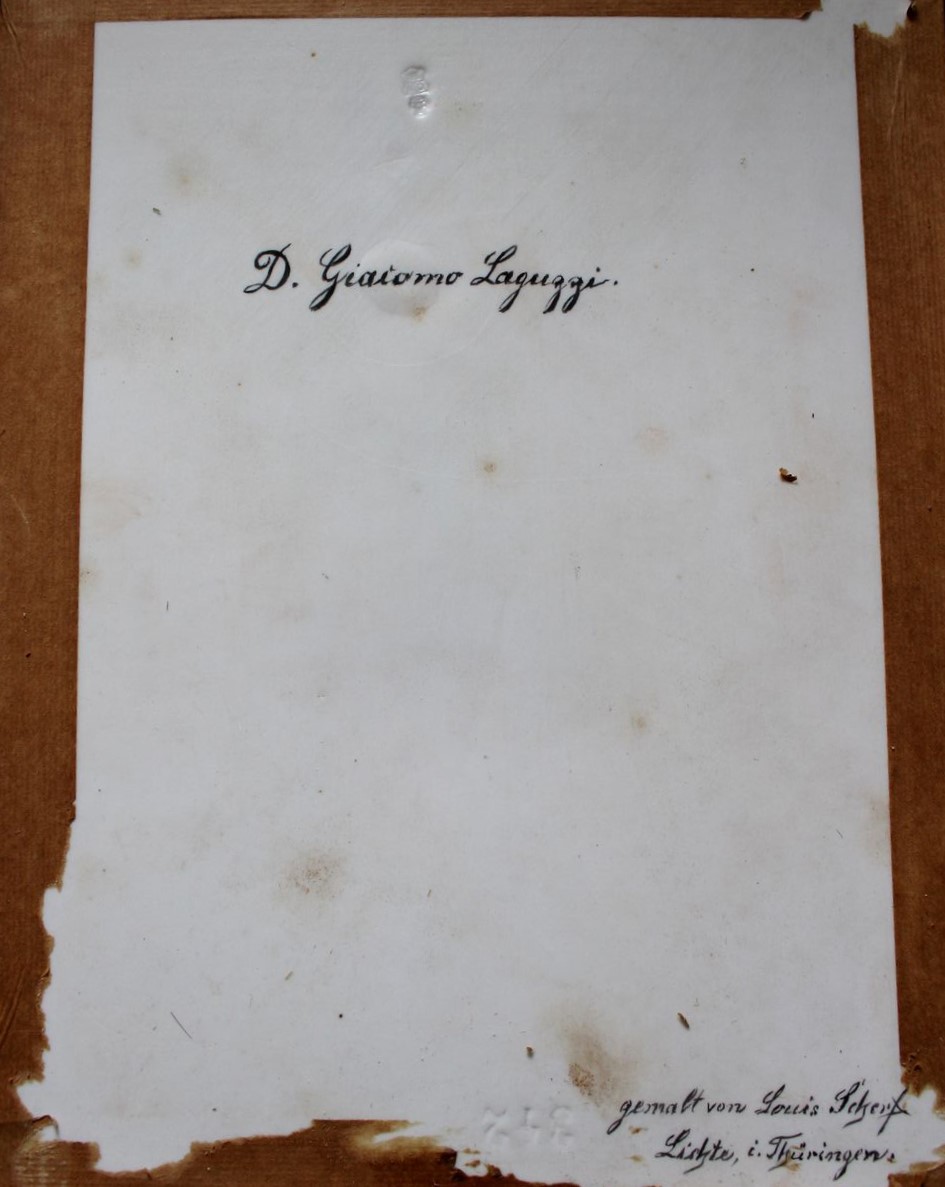 D. Giacomo Laguzzi.
gemalt von Louis Scherf
Lichte, i. Thüringen.